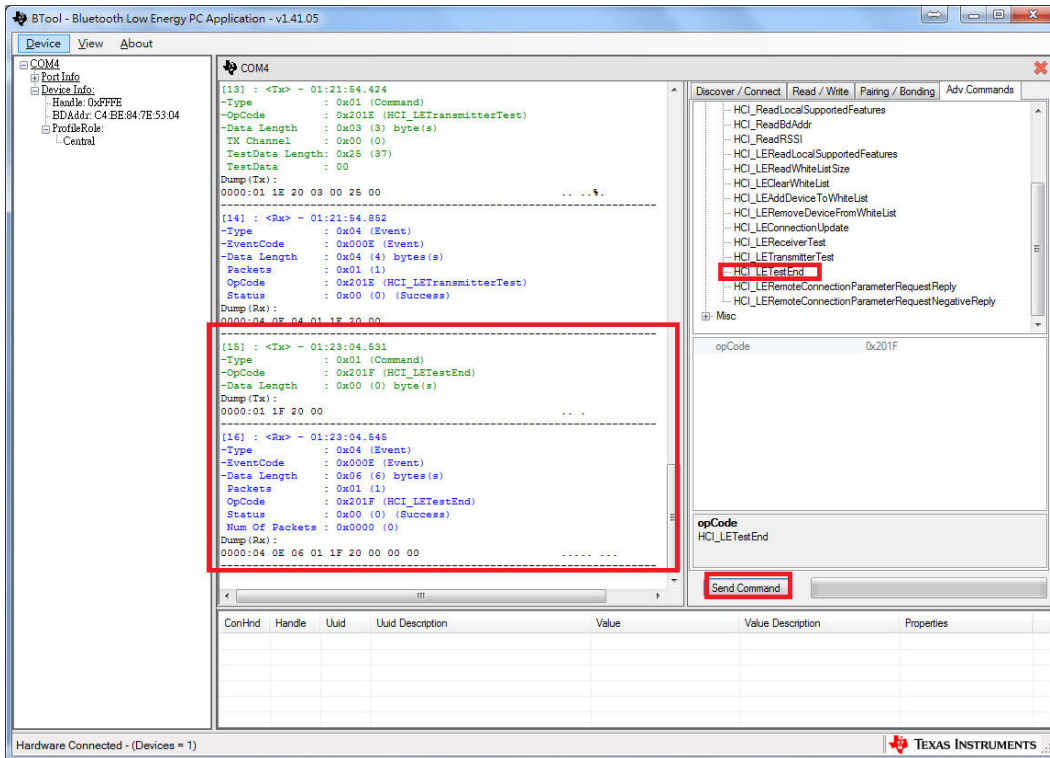 BTool - Bluetooth Low Energy PC Application - v1.41.05
Device View About
COM4
Port Info
Device Info:
Handle: 0xFFFE
BDAddr: C4:BE:84:7E:53:04
ProfileRole:
Central
COM4
[13] : <Tx> - 01:21:54.424
-Type : 0x01 (Command)
-OpCode : 0x201E (HCI_LETransmitterTest)
-Data Length : 0x03 (3) byte(s)
TX Channel : 0x00 (0)
TestData Length: 0x25 (37)
TestData : 00
Dump(Tx):
0000:01 1E 20 03 00 25 00 .. ..%.
--------------------------------------------------------------
[14] : <Rx> - 01:21:54.852
-Type : 0x04 (Event)
-EventCode : 0x000E (Event)
-Data Length : 0x04 (4) bytes(s)
Packets : 0x01 (1)
OpCode : 0x201E (HCI_LETransmitterTest)
Status : 0x00 (0) (Success)
Dump(Rx):
0000:04 0E 04 01 1E 20 00
--------------------------------------------------------------
[15] : <Tx> - 01:23:04.531
-Type : 0x01 (Command)
-OpCode : 0x201F (HCI_LETestEnd)
-Data Length : 0x00 (0) byte(s)
Dump(Tx):
0000:01 1F 20 00 .. .
--------------------------------------------------------------
[16] : <Rx> - 01:23:04.545
-Type : 0x04 (Event)
-EventCode : 0x000E (Event)
-Data Length : 0x06 (6) bytes(s)
Packets : 0x01 (1)
OpCode : 0x201F (HCI_LETestEnd)
Status : 0x00 (0) (Success)
Num Of Packets : 0x0000 (0)
Dump(Rx):
0000:04 0E 06 01 1F 20 00 00 00 ..... ...
--------------------------------------------------------------
Discover / Connect Read / Write Pairing / Bonding Adv.Commands
HCI_ReadLocalSupportedFeatures
HCI_ReadBdAddr
HCI_ReadRSSI
HCI_LEReadLocalSupportedFeatures
HCI_LEReadWhiteListSize
HCI_LEClearWhiteList
HCI_LEAddDeviceToWhiteList
HCI_LERemoveDeviceFromWhiteList
HCI_LEConnectionUpdate
HCI_LEReceiverTest
HCI_LETransmitterTest
HCI_LETestEnd
HCI_LERemoteConnectionParameterRequestReply
HCI_LERemoteConnectionParameterRequestNegativeReply
Misc
opCode 0x201F
opCode
HCI_LETestEnd
Send Command
ConHnd Handle Uuid Uuid Description Value Value Description Properties
Hardware Connected - (Devices = 1)
TEXAS INSTRUMENTS